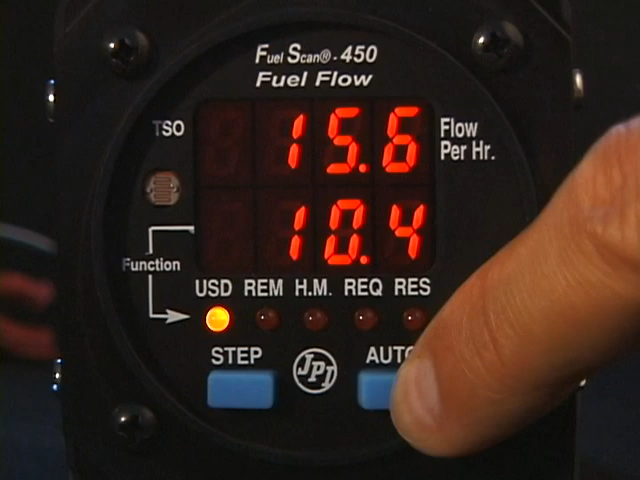 Fuel Scan®-450
Fuel Flow
TSO
15.6
Flow
Per Hr.
10.4
Function
USD REM H.M. REQ RES
STEP
JPI
AUTO